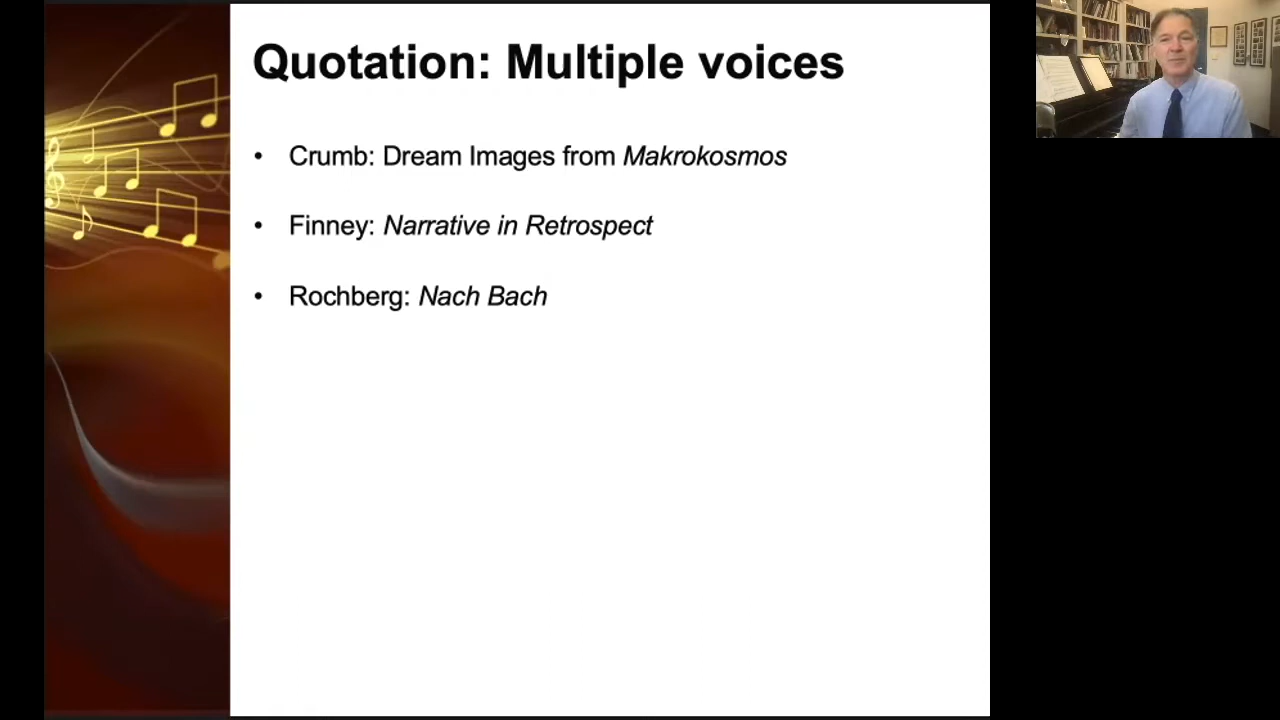 Quotation: Multiple voices
• Crumb: Dream Images from Makrokosmos
• Finney: Narrative in Retrospect
• Rochberg: Nach Bach